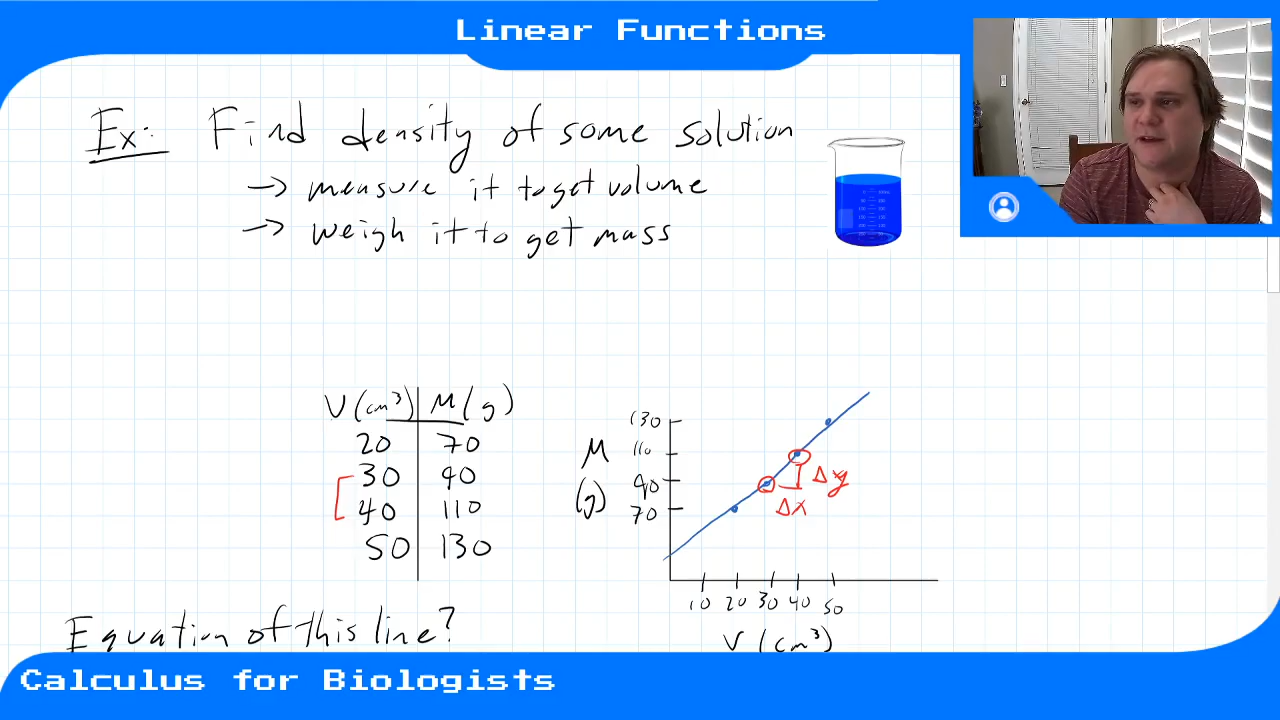 Linear Functions
Ex: Find density of some solution
→ measure it to get volume
→ weigh it to get mass
V (cm³) M (g)
20 70
30 90
40 110
50 130
M
(g)
130
110
90
70
Δy
Δx
10 20 30 40 50
V (cm³)
Equation of this line?
Calculus for Biologists